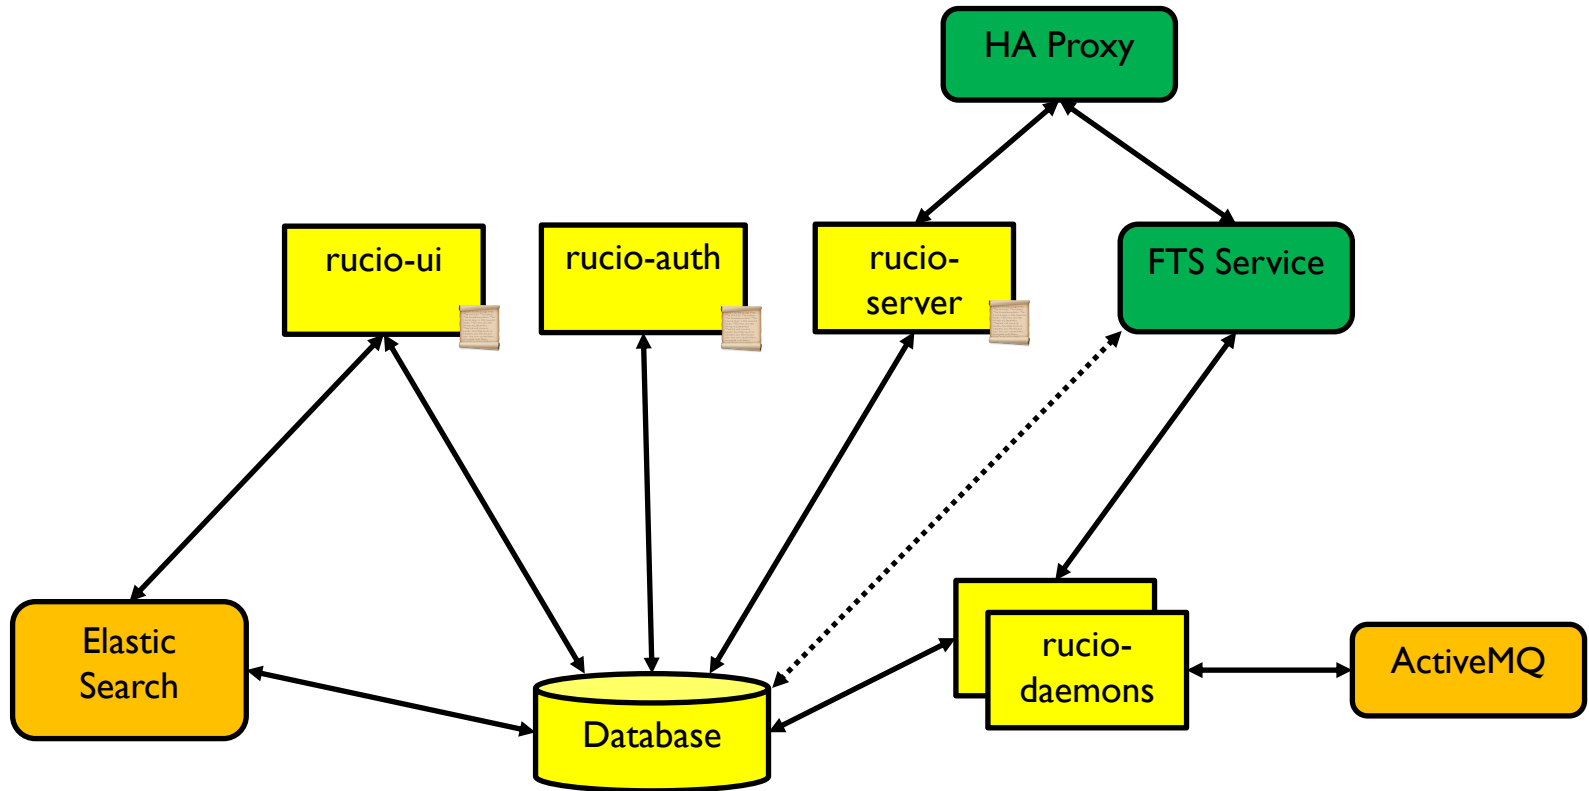 HA Proxy
rucio-ui
rucio-auth
rucio-
server
FTS Service
Elastic
Search
Database
rucio-
daemons
ActiveMQ